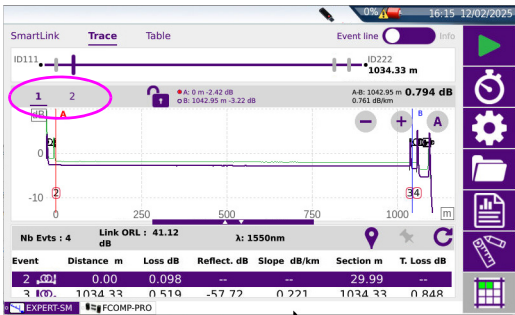 0% 16:15 12/02/2025
SmartLink Trace Table Event line Info
ID111 ID222
1034.33 m
1 2 A: 0 m -2.42 dB A-B: 1042.95 m 0.794 dB
B: 1042.95 m -3.22 dB 0.761 dB/km
dB A B − + A
0
-10 2 3 4
0 250 500 750 1000 m
Nb Evts : 4 Link ORL : 41.12 dB λ: 1550nm
Event Distance m Loss dB Reflect. dB Slope dB/km Section m T. Loss dB
2 0.00 0.098 -- -- 29.99 --
3 1034.33 0.519 -57.72 0.221 1034.33 0.848
EXPERT-SM FCOMP-PRO